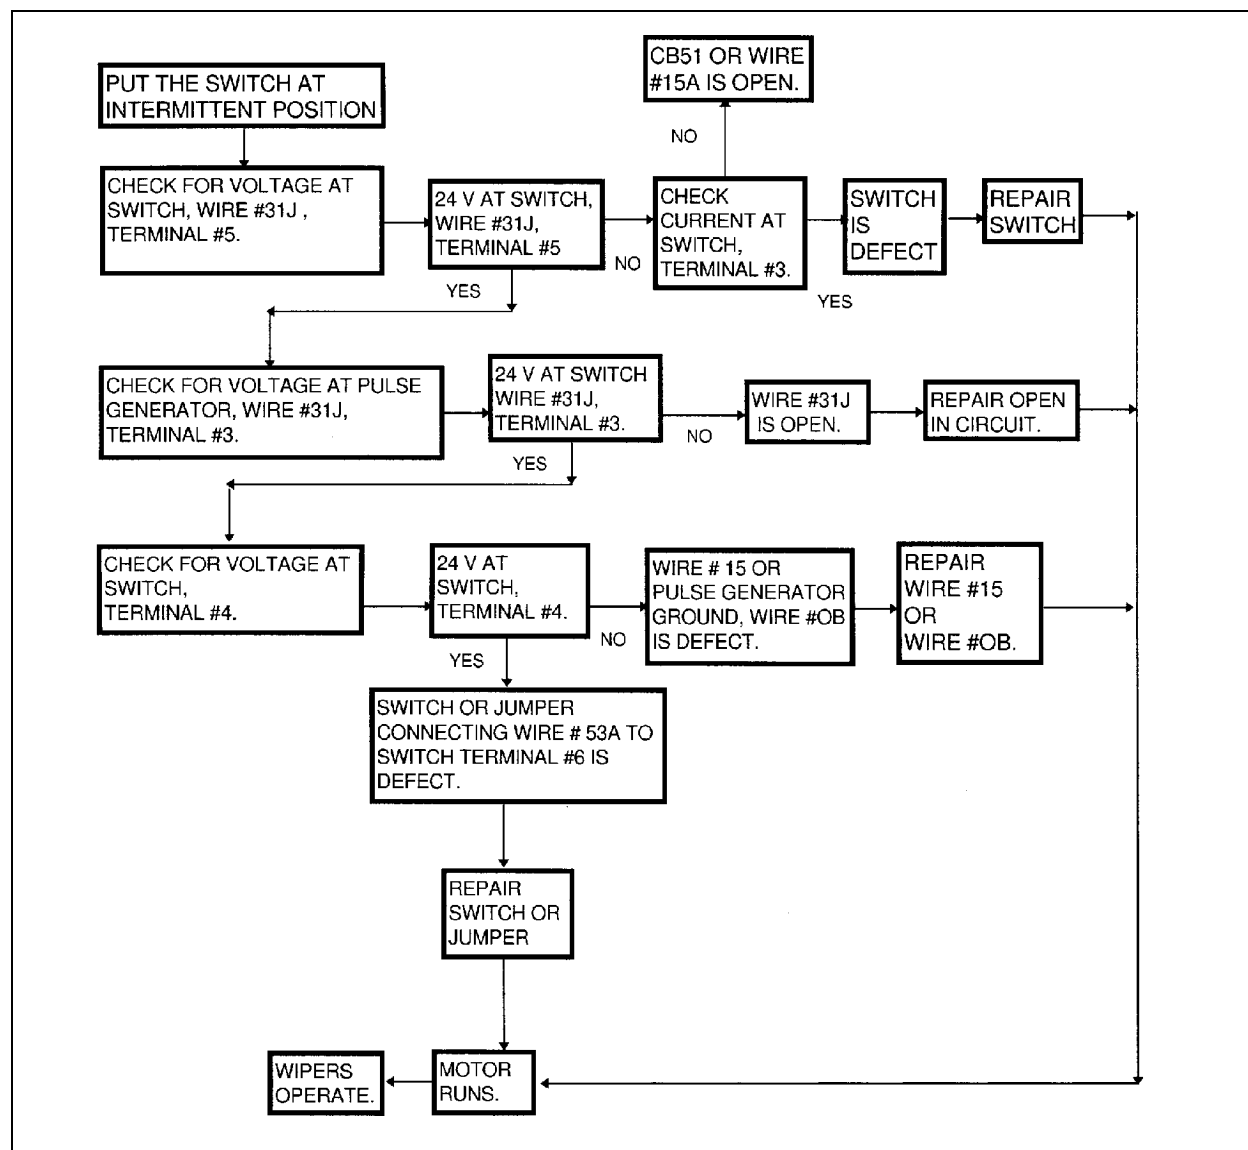 CB51 OR WIRE
#15A IS OPEN.
PUT THE SWITCH AT
INTERMITTENT POSITION
NO
CHECK FOR VOLTAGE AT
SWITCH, WIRE #31J ,
TERMINAL #5.
24 V AT SWITCH,
WIRE #31J,
TERMINAL #5
NO
CHECK
CURRENT AT
SWITCH,
TERMINAL #3.
SWITCH
IS
DEFECT
REPAIR
SWITCH
YES
YES
CHECK FOR VOLTAGE AT PULSE
GENERATOR, WIRE #31J,
TERMINAL #3.
24 V AT SWITCH
WIRE #31J,
TERMINAL #3.
NO
WIRE #31J
IS OPEN.
REPAIR OPEN
IN CIRCUIT.
YES
CHECK FOR VOLTAGE AT
SWITCH,
TERMINAL #4.
24 V AT
SWITCH,
TERMINAL #4.
NO
WIRE # 15 OR
PULSE GENERATOR
GROUND, WIRE #OB
IS DEFECT.
REPAIR
WIRE #15
OR
WIRE #OB.
YES
SWITCH OR JUMPER
CONNECTING WIRE # 53A TO
SWITCH TERMINAL #6 IS
DEFECT.
REPAIR
SWITCH OR
JUMPER
WIPERS
OPERATE.
MOTOR
RUNS.